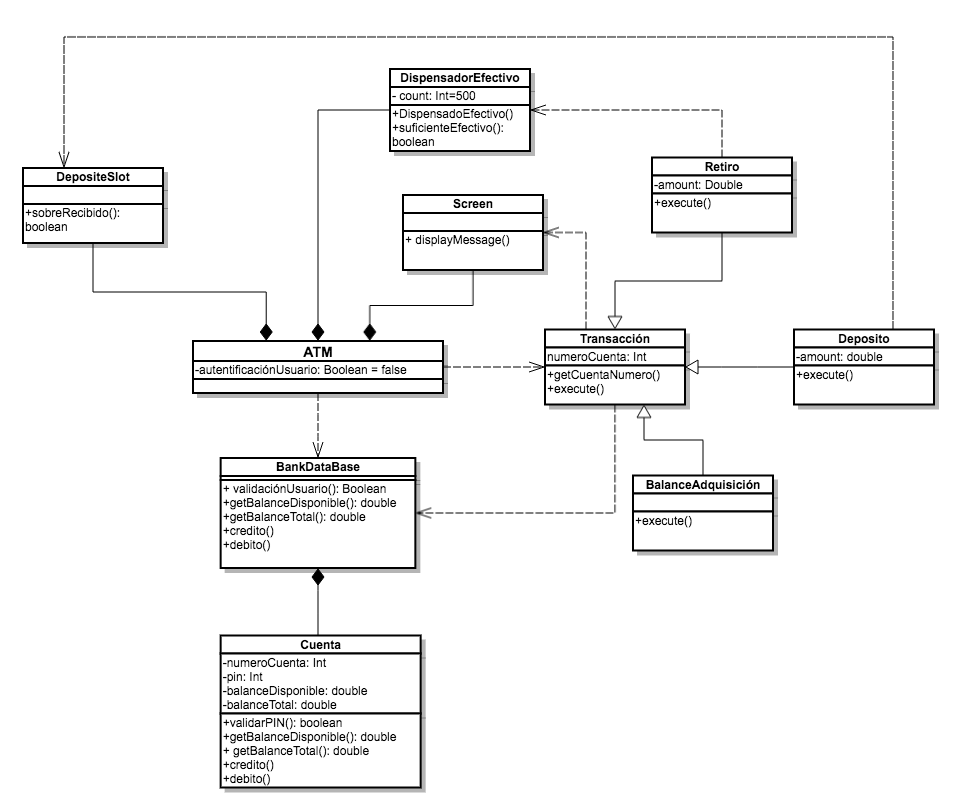 DispensadorEfectivo
- count: Int=500
+DispensadoEfectivo()
+suficienteEfectivo():
boolean
Retiro
-amount: Double
+execute()
DepositeSlot
+sobreRecibido():
boolean
Screen
+ displayMessage()
ATM
-autentificaciónUsuario: Boolean = false
Transacción
numeroCuenta: Int
+getCuentaNumero()
+execute()
Deposito
-amount: double
+execute()
BankDataBase
+ validaciónUsuario(): Boolean
+getBalanceDisponible(): double
+getBalanceTotal(): double
+credito()
+debito()
BalanceAdquisición
+execute()
Cuenta
-numeroCuenta: Int
-pin: Int
-balanceDisponible: double
-balanceTotal: double
+validarPIN(): boolean
+getBalanceDisponible(): double
+ getBalanceTotal(): double
+credito()
+debito()